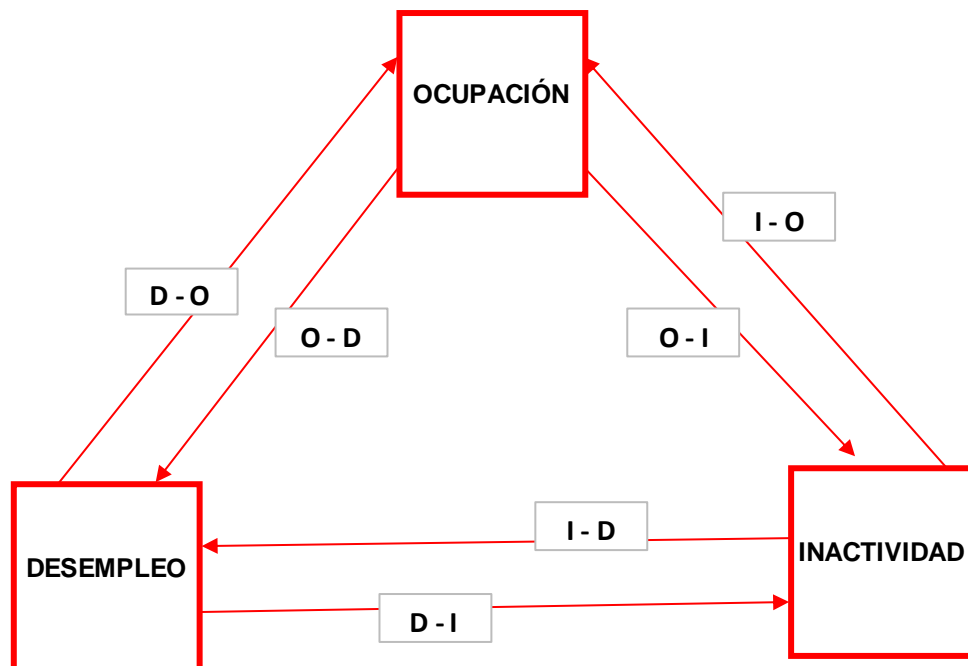 OCUPACIÓN
I - O
D - O
O - D
O - I
I - D
INACTIVIDAD
DESEMPLEO
D - I